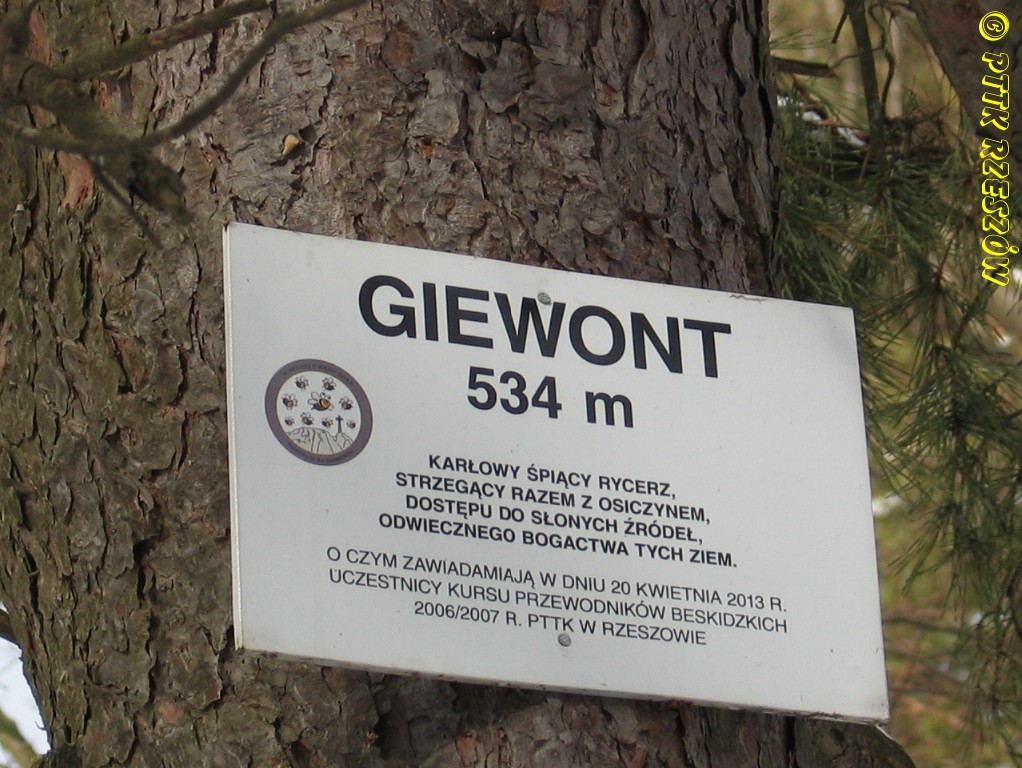 GIEWONT
534 m
KARŁOWY ŚPIĄCY RYCERZ,
STRZEGĄCY RAZEM Z OSICZYNEM,
DOSTĘPU DO SŁONYCH ŹRÓDEŁ,
ODWIECZNEGO BOGACTWA TYCH ZIEM.
O CZYM ZAWIADAMIAJĄ W DNIU 20 KWIETNIA 2013 R.
UCZESTNICY KURSU PRZEWODNIKÓW BESKIDZKICH
2006/2007 R. PTTK W RZESZOWIE
© PTTK RZESZÓW